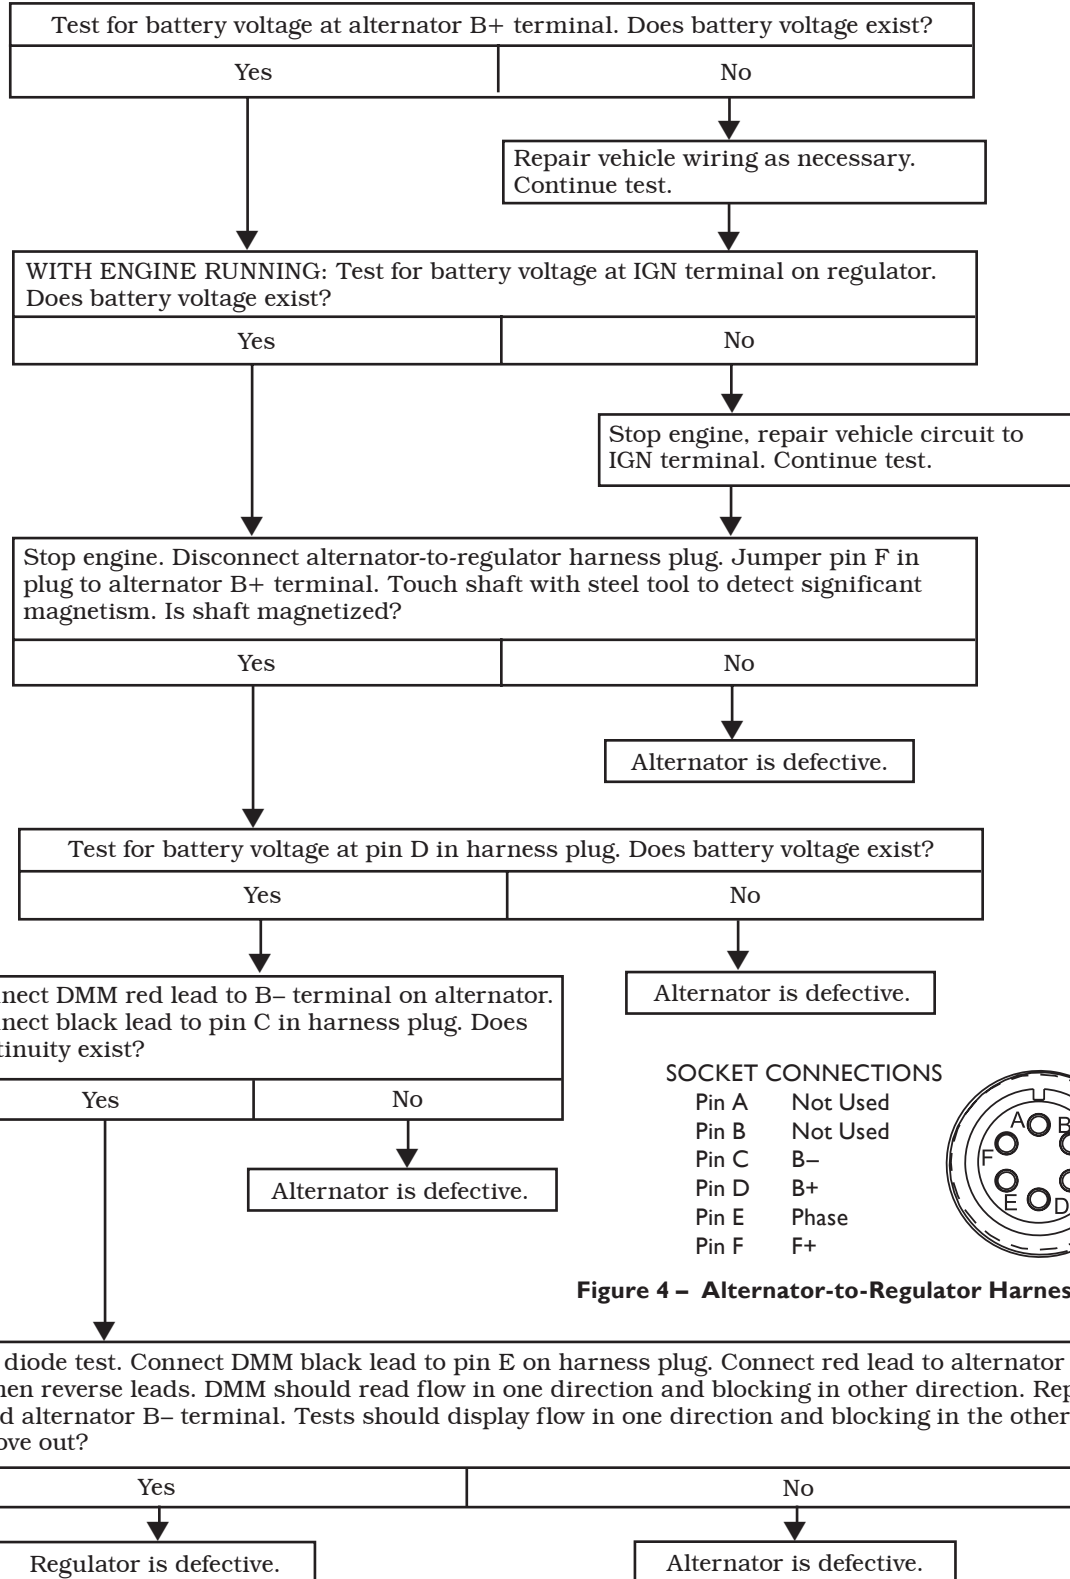 Test for battery voltage at alternator B+ terminal. Does battery voltage exist?
Yes
No
Repair vehicle wiring as necessary.
Continue test.
WITH ENGINE RUNNING: Test for battery voltage at IGN terminal on regulator.
Does battery voltage exist?
Yes
No
Stop engine, repair vehicle circuit to
IGN terminal. Continue test.
Stop engine. Disconnect alternator-to-regulator harness plug. Jumper pin F in
plug to alternator B+ terminal. Touch shaft with steel tool to detect significant
magnetism. Is shaft magnetized?
Yes
No
Alternator is defective.
Test for battery voltage at pin D in harness plug. Does battery voltage exist?
Yes
No
Alternator is defective.
nnect DMM red lead to B– terminal on alternator.
nnect black lead to pin C in harness plug. Does
tinuity exist?
Yes
No
Alternator is defective.
SOCKET CONNECTIONS
Pin A Not Used
Pin B Not Used
Pin C B–
Pin D B+
Pin E Phase
Pin F F+
A
B
F
E
D
Figure 4 – Alternator-to-Regulator Harnes
diode test. Connect DMM black lead to pin E on harness plug. Connect red lead to alternator
hen reverse leads. DMM should read flow in one direction and blocking in other direction. Rep
d alternator B– terminal. Tests should display flow in one direction and blocking in the other
ove out?
Yes
No
Regulator is defective.
Alternator is defective.